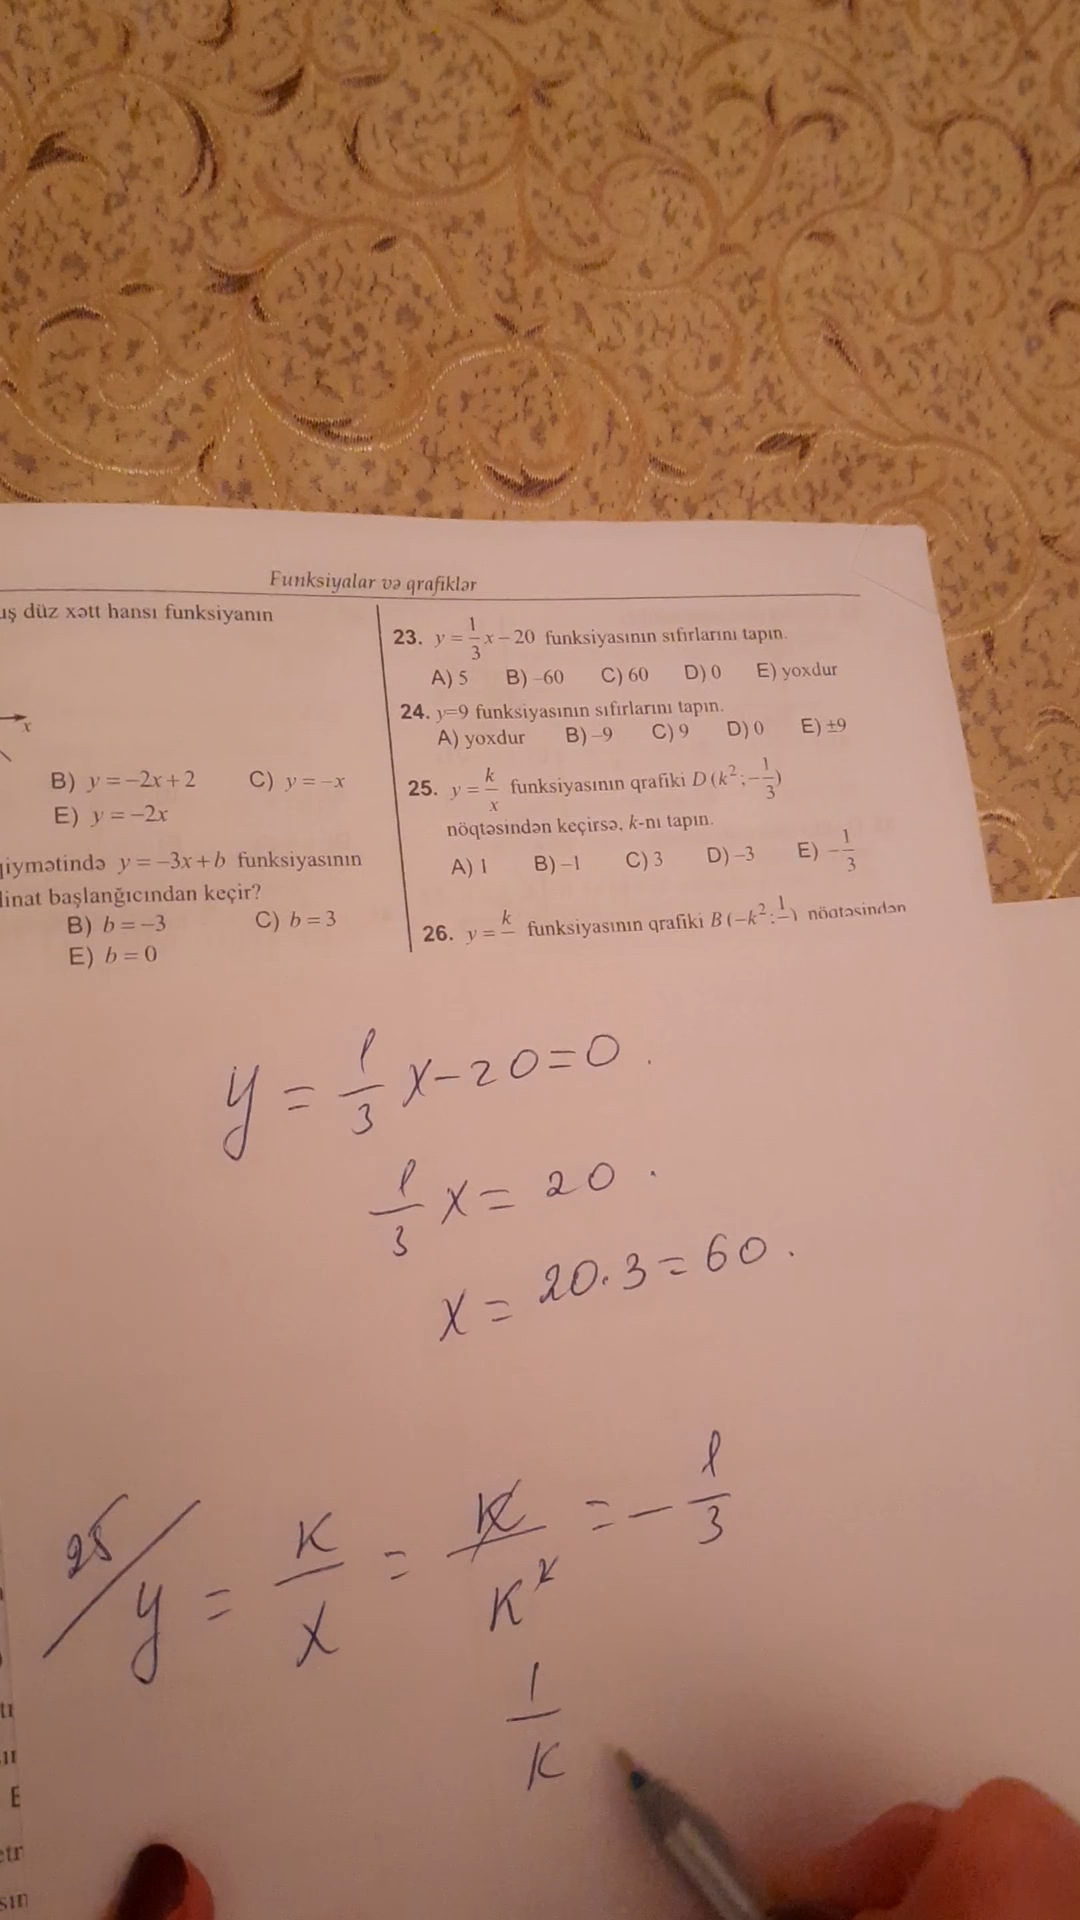 Funksiyalar və qrafiklər
düz xətt hansı funksiyanın
x
B) y = −2x + 2 C) y = −x
E) y = −2x
qiymətində y = −3x + b funksiyasının
başlanğıcından keçir?
B) b = −3 C) b = 3
E) b = 0
23. y = 1/3 x − 20 funksiyasının sıfırlarını tapın.
A) 5 B) −60 C) 60 D) 0 E) yoxdur
24. y=9 funksiyasının sıfırlarını tapın.
A) yoxdur B) −9 C) 9 D) 0 E) ±9
25. y = k/x funksiyasının qrafiki D (k²; −1/3)
nöqtəsindən keçirsə, k-nı tapın.
A) 1 B) −1 C) 3 D) −3 E) −1/3
26. y = k funksiyasının qrafiki B (−k²; 1 ) nöqtəsindən
y = 1/3 x − 20 = 0.
1/3 x = 20.
x = 20.3 = 60.
25/ y = K/x = K/K² = − 1/3
1/K